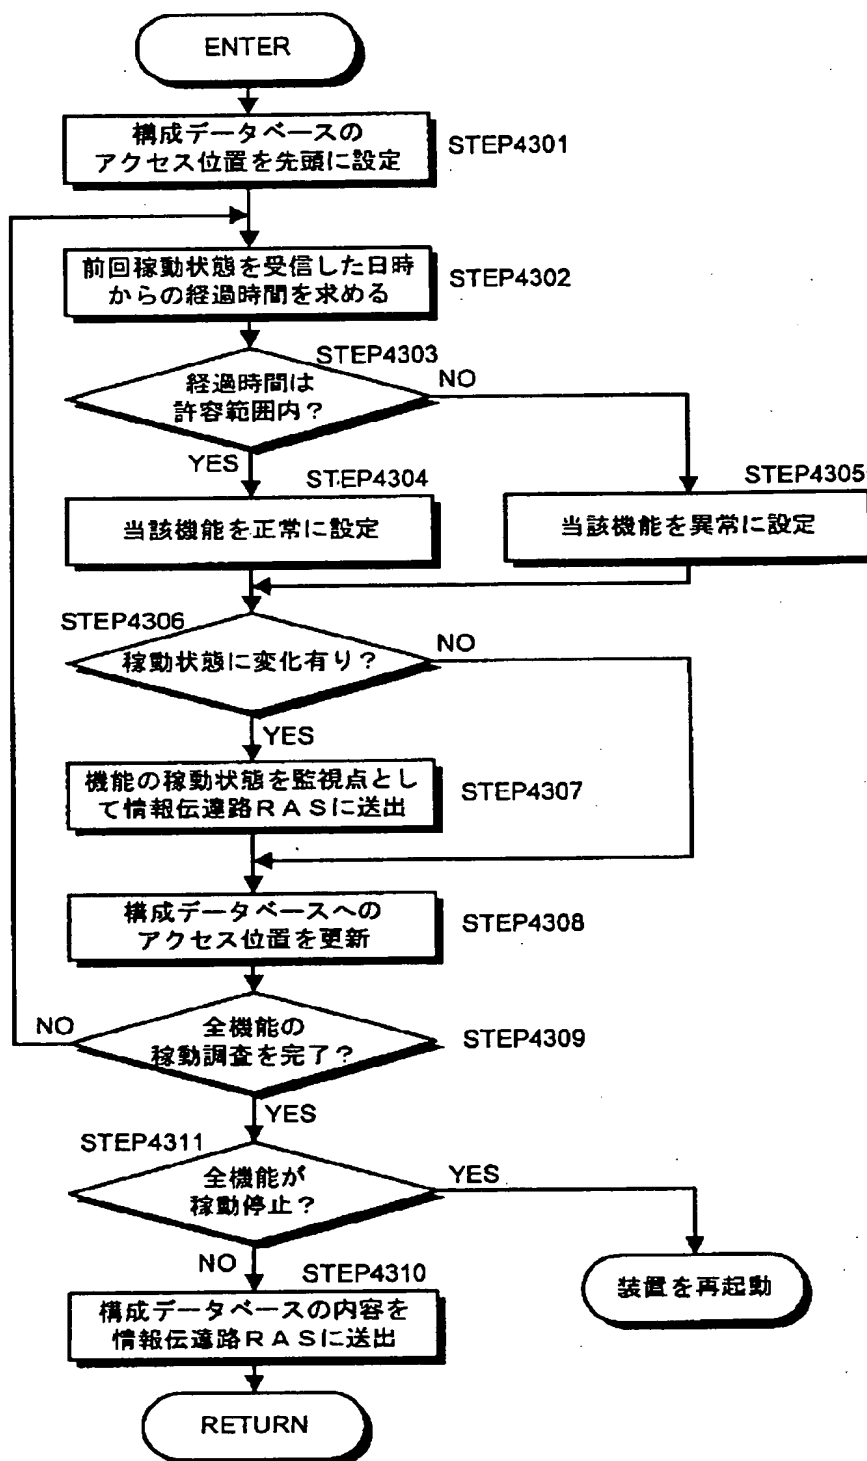 ENTER
構成データベースの
アクセス位置を先頭に設定
STEP4301
前回稼動状態を受信した日時
からの経過時間を求める
STEP4302
STEP4303
経過時間は
許容範囲内?
NO
YES
STEP4304
当該機能を正常に設定
STEP4305
当該機能を異常に設定
STEP4306
稼動状態に変化有り?
NO
YES
機能の稼動状態を監視点とし
て情報伝達路RASに送出
STEP4307
構成データベースへの
アクセス位置を更新
STEP4308
NO
全機能の
稼動調査を完了?
STEP4309
YES
STEP4311
全機能が
稼動停止?
YES
NO
STEP4310
装置を再起動
構成データベースの内容を
情報伝達路RASに送出
RETURN